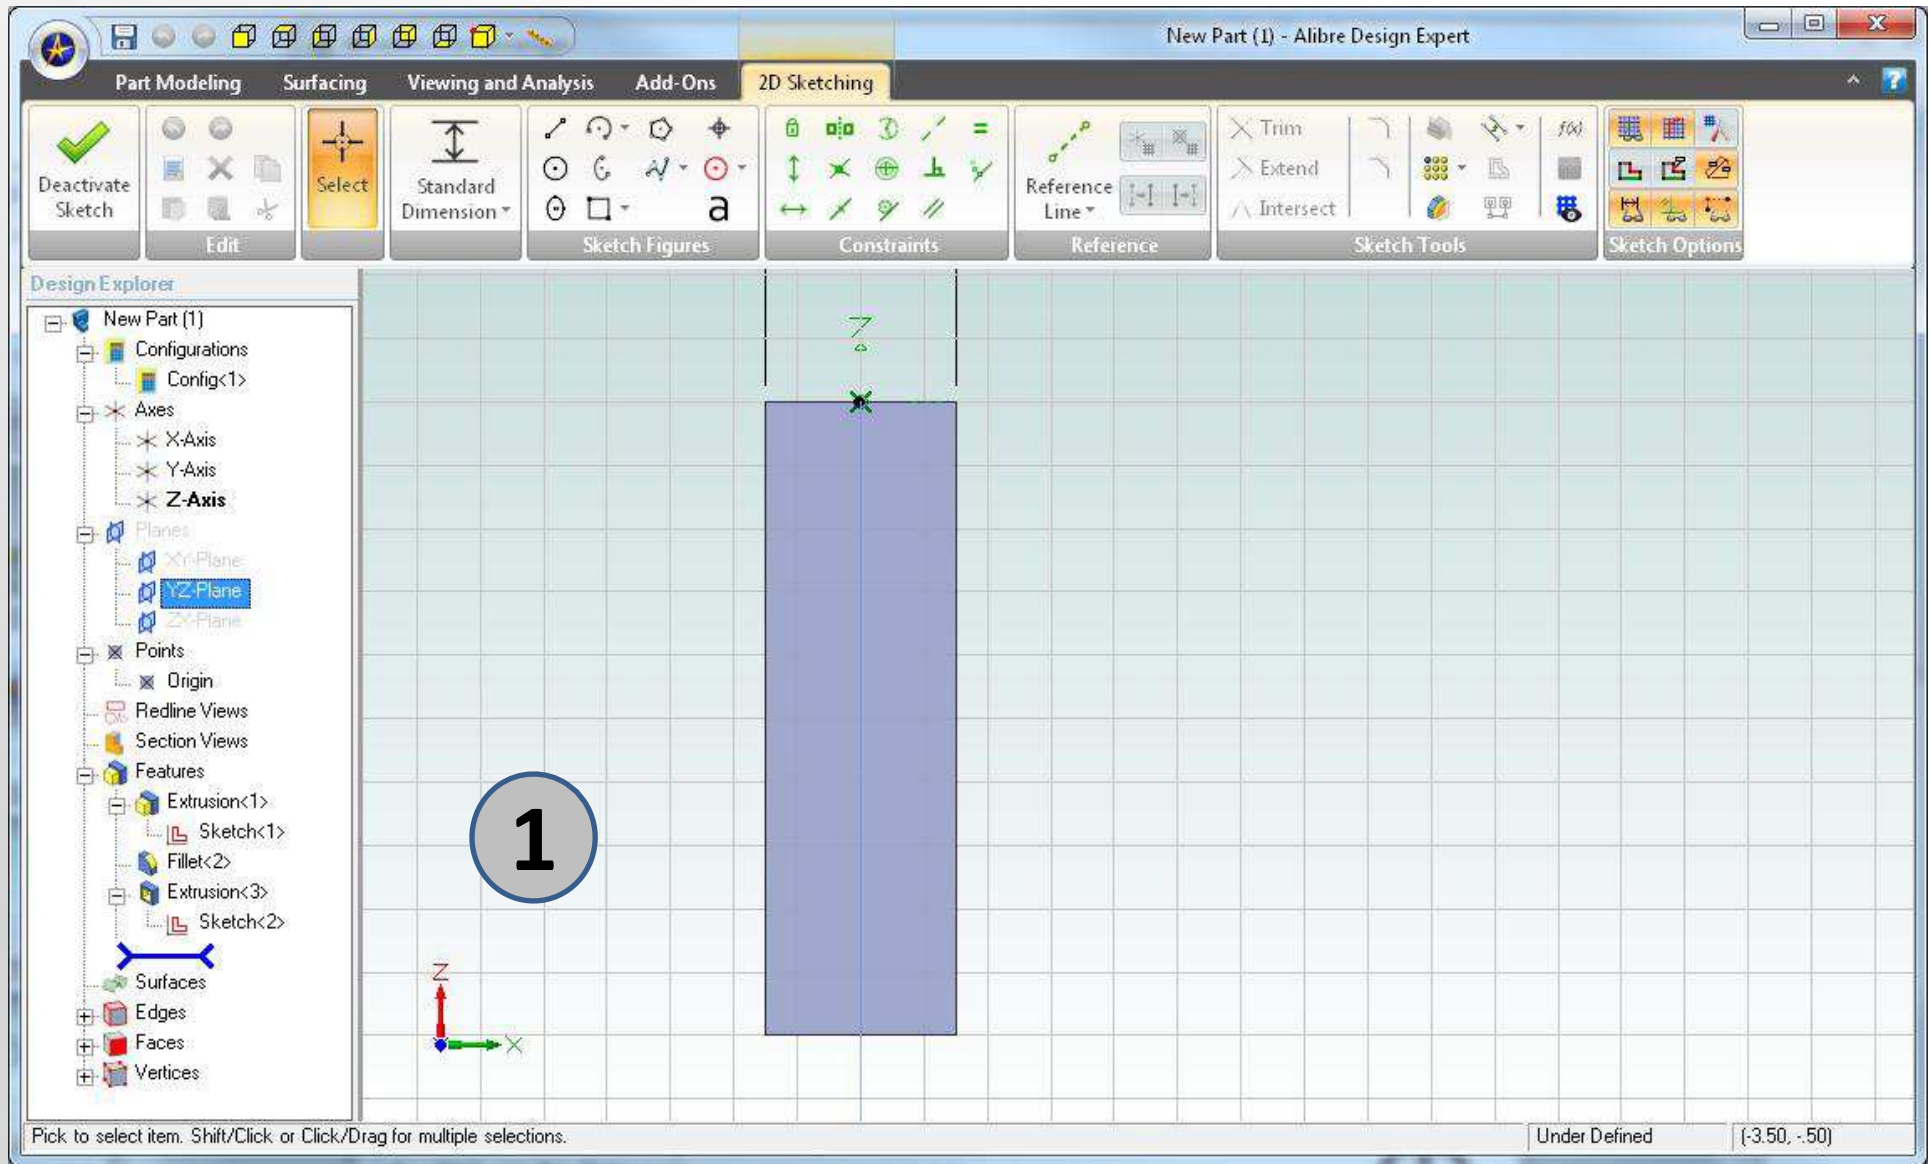 New Part (1) - Alibre Design Expert
Part Modeling Surfacing Viewing and Analysis Add-Ons 2D Sketching
Deactivate Sketch
Edit
Select
Standard Dimension
a
Sketch Figures
Constraints
Reference Line
Reference
Trim
Extend
Intersect
f(x)
Sketch Tools
Sketch Options
Design Explorer
New Part (1)
Configurations
Config<1>
Axes
X-Axis
Y-Axis
Z-Axis
Planes
XY-Plane
YZ-Plane
ZX-Plane
Points
Origin
Redline Views
Section Views
Features
Extrusion<1>
Sketch<1>
Fillet<2>
Extrusion<3>
Sketch<2>
Surfaces
Edges
Faces
Vertices
Z
1
Z
X
Pick to select item. Shift/Click or Click/Drag for multiple selections.
Under Defined
(-3.50, -.50)